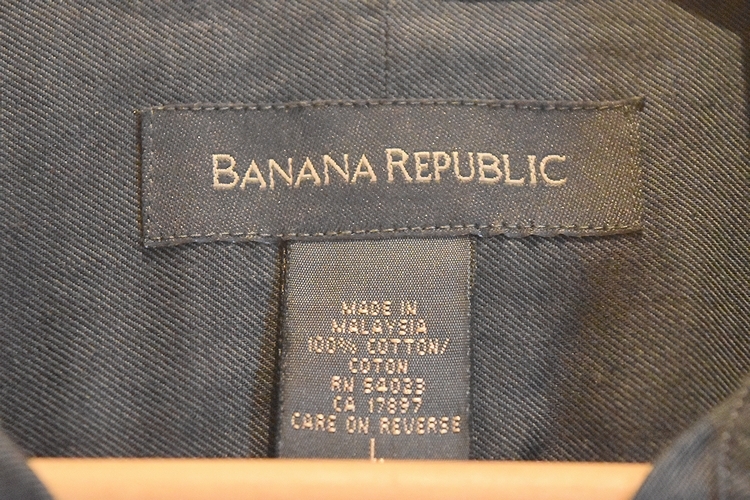 BANANA REPUBLIC
MADE IN
MALAYSIA
100% COTTON/
COTON
RN 54023
CA 17897
CARE ON REVERSE
L